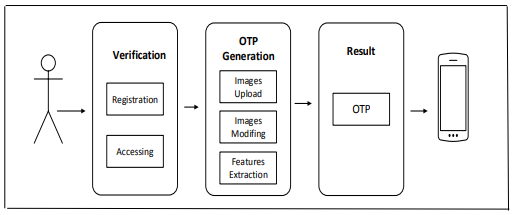 Verification
Registration
Accessing
OTP
Generation
Images
Upload
Images
Modifing
Features
Extraction
Result
OTP